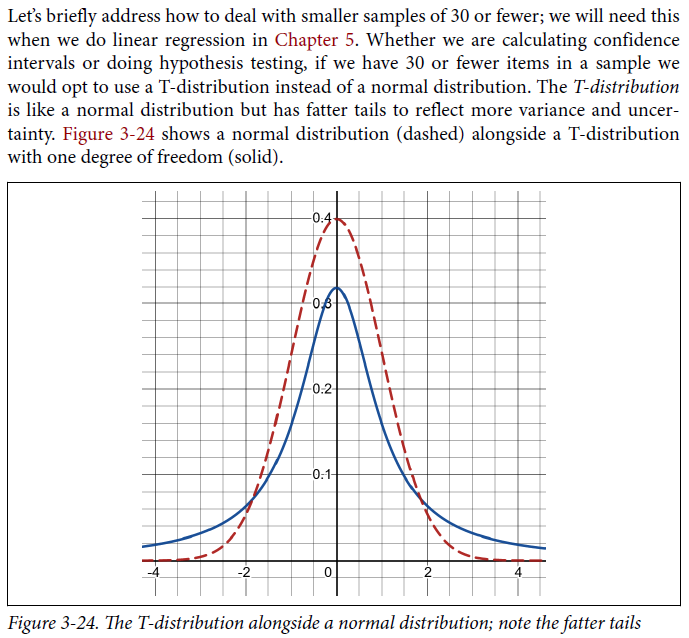 Let's briefly address how to deal with smaller samples of 30 or fewer; we will need this
when we do linear regression in Chapter 5. Whether we are calculating confidence
intervals or doing hypothesis testing, if we have 30 or fewer items in a sample we
would opt to use a T-distribution instead of a normal distribution. The T-distribution
is like a normal distribution but has fatter tails to reflect more variance and uncer-
tainty. Figure 3-24 shows a normal distribution (dashed) alongside a T-distribution
with one degree of freedom (solid).
0.4
0.3
0.2
0.1
-4 -2 0 2 4
Figure 3-24. The T-distribution alongside a normal distribution; note the fatter tails